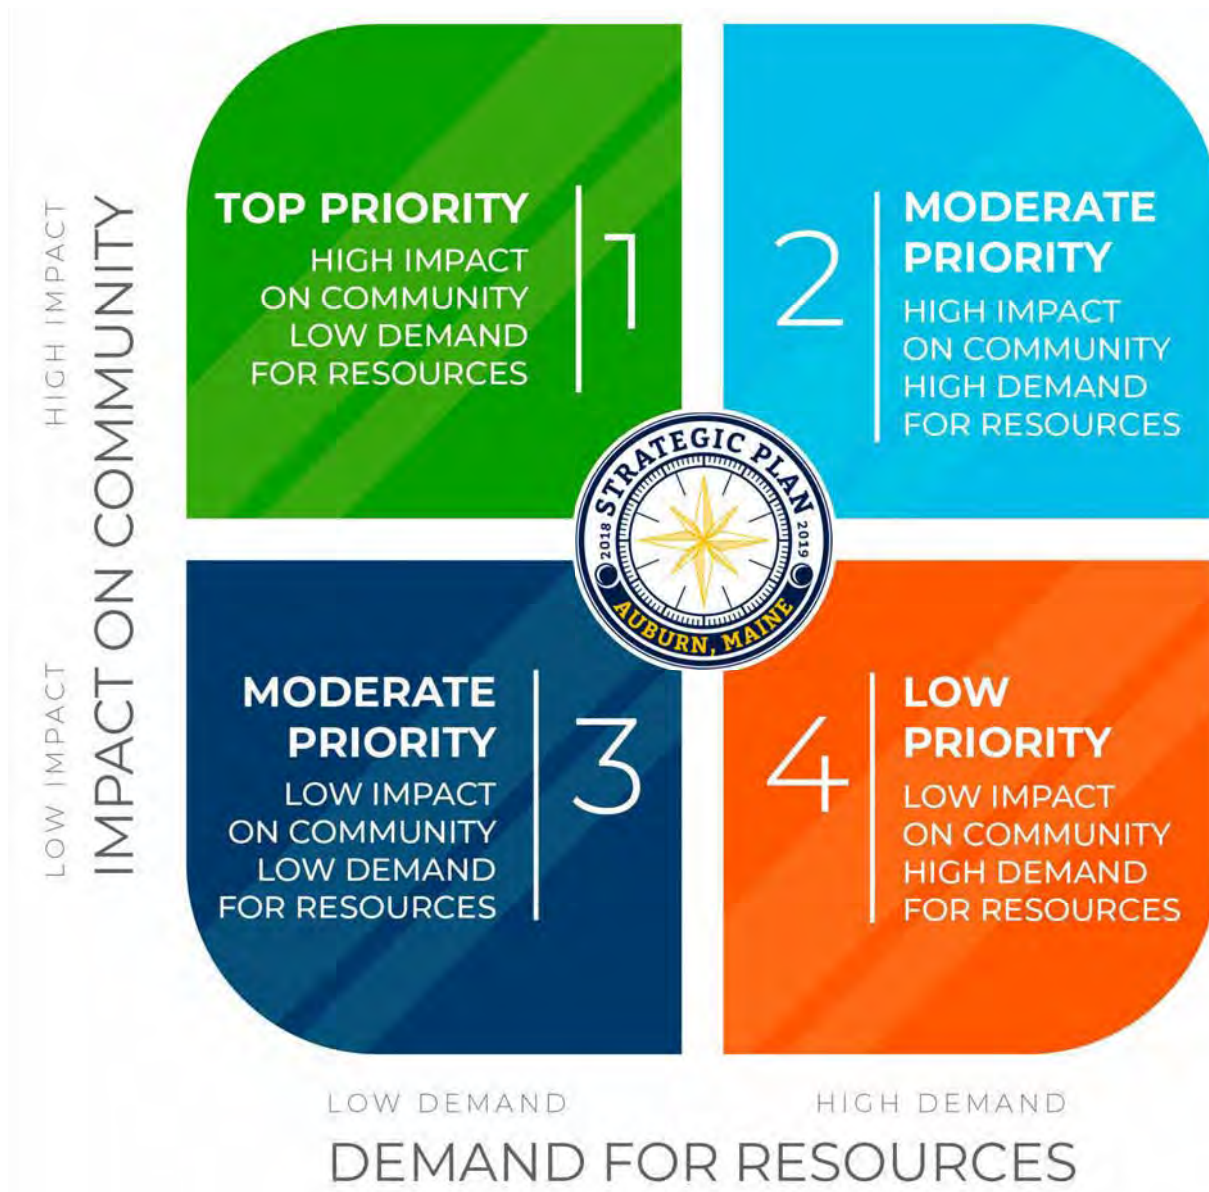 TOP PRIORITY
HIGH IMPACT
ON COMMUNITY
LOW DEMAND
FOR RESOURCES
1
2
MODERATE
PRIORITY
HIGH IMPACT
ON COMMUNITY
HIGH DEMAND
FOR RESOURCES
HIGH IMPACT
LOW IMPACT
IMPACT ON COMMUNITY
STRATEGIC PLAN
2018
2019
AUBURN, MAINE
MODERATE
PRIORITY
LOW IMPACT
ON COMMUNITY
LOW DEMAND
FOR RESOURCES
3
4
LOW
PRIORITY
LOW IMPACT
ON COMMUNITY
HIGH DEMAND
FOR RESOURCES
LOW DEMAND
HIGH DEMAND
DEMAND FOR RESOURCES